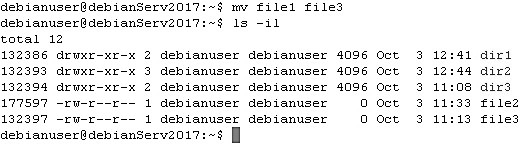 debianuser@debianServ2017:~$ mv file1 file3
debianuser@debianServ2017:~$ ls -il
total 12
132386 drwxr-xr-x 2 debianuser debianuser 4096 Oct  3 12:41 dir1
132393 drwxr-xr-x 3 debianuser debianuser 4096 Oct  3 12:44 dir2
132394 drwxr-xr-x 2 debianuser debianuser 4096 Oct  3 11:08 dir3
177597 -rw-r--r-- 1 debianuser debianuser    0 Oct  3 11:33 file2
132397 -rw-r--r-- 1 debianuser debianuser    0 Oct  3 11:13 file3
debianuser@debianServ2017:~$